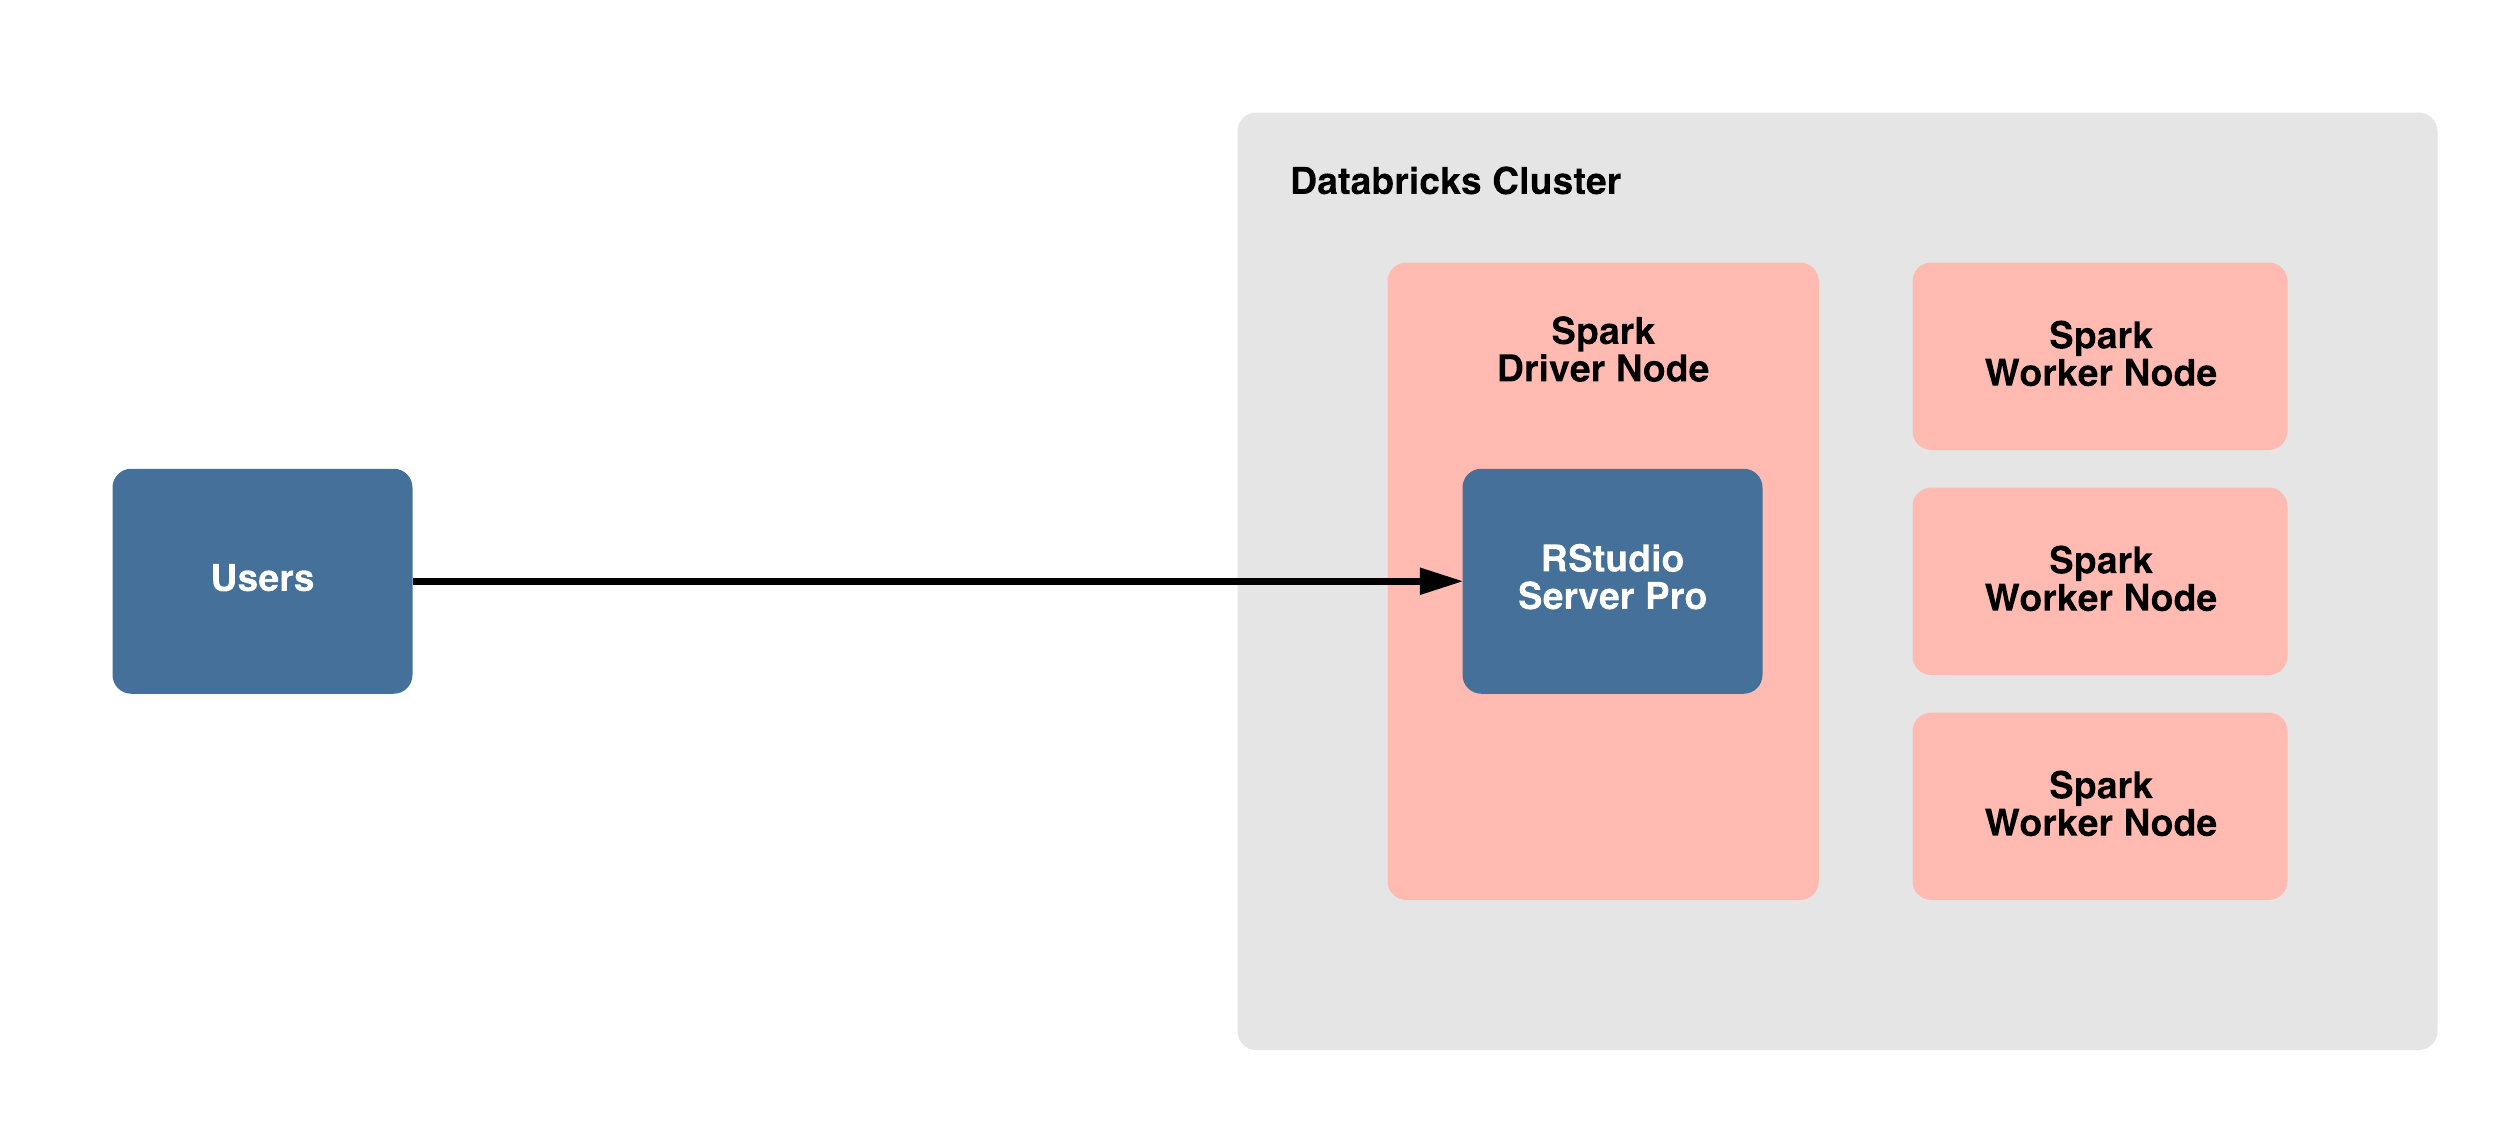 Databricks Cluster
Spark
Driver Node
Spark
Worker Node
Users
RStudio
Server Pro
Spark
Worker Node
Spark
Worker Node